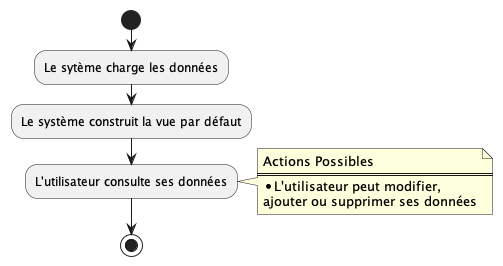 Le sytème charge les données
Le système construit la vue par défaut
L'utilisateur consulte ses données
Actions Possibles
• L'utilisateur peut modifier,
ajouter ou supprimer ses données